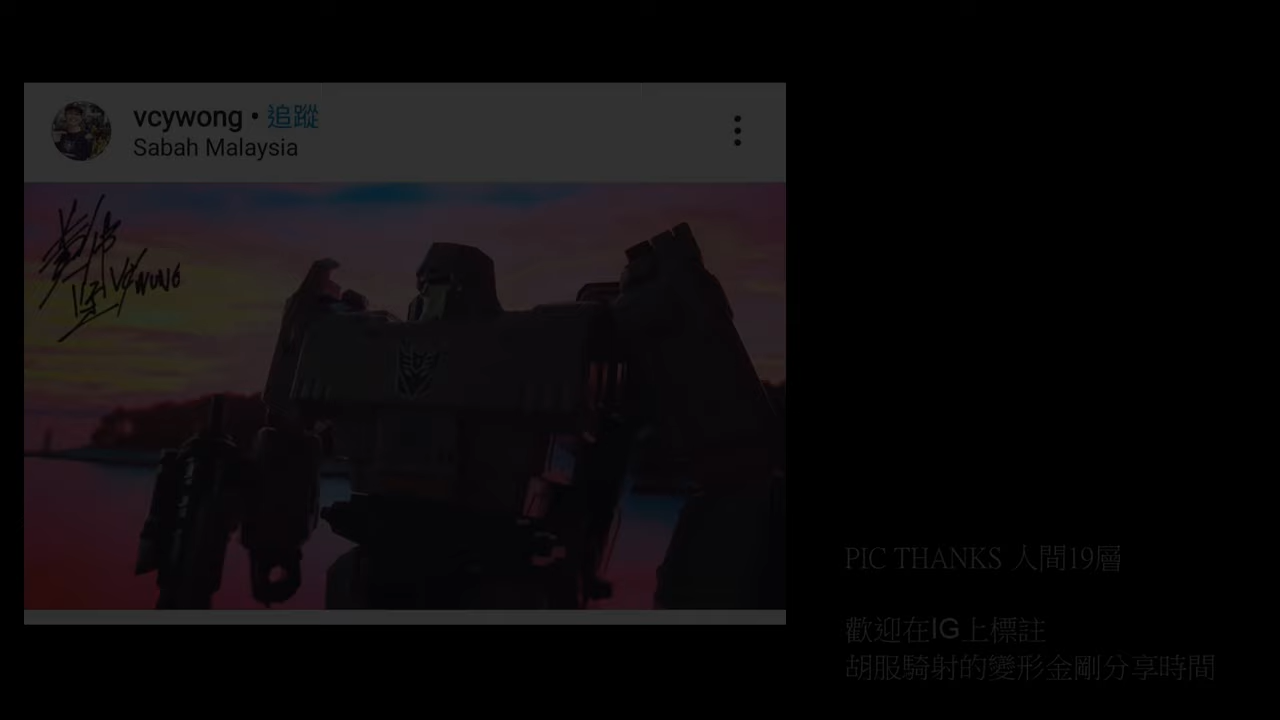 vcywong • 追蹤
Sabah Malaysia
VCYWONG
PIC THANKS 人間19層
歡迎在IG上標註
胡服騎射的變形金剛分享時間